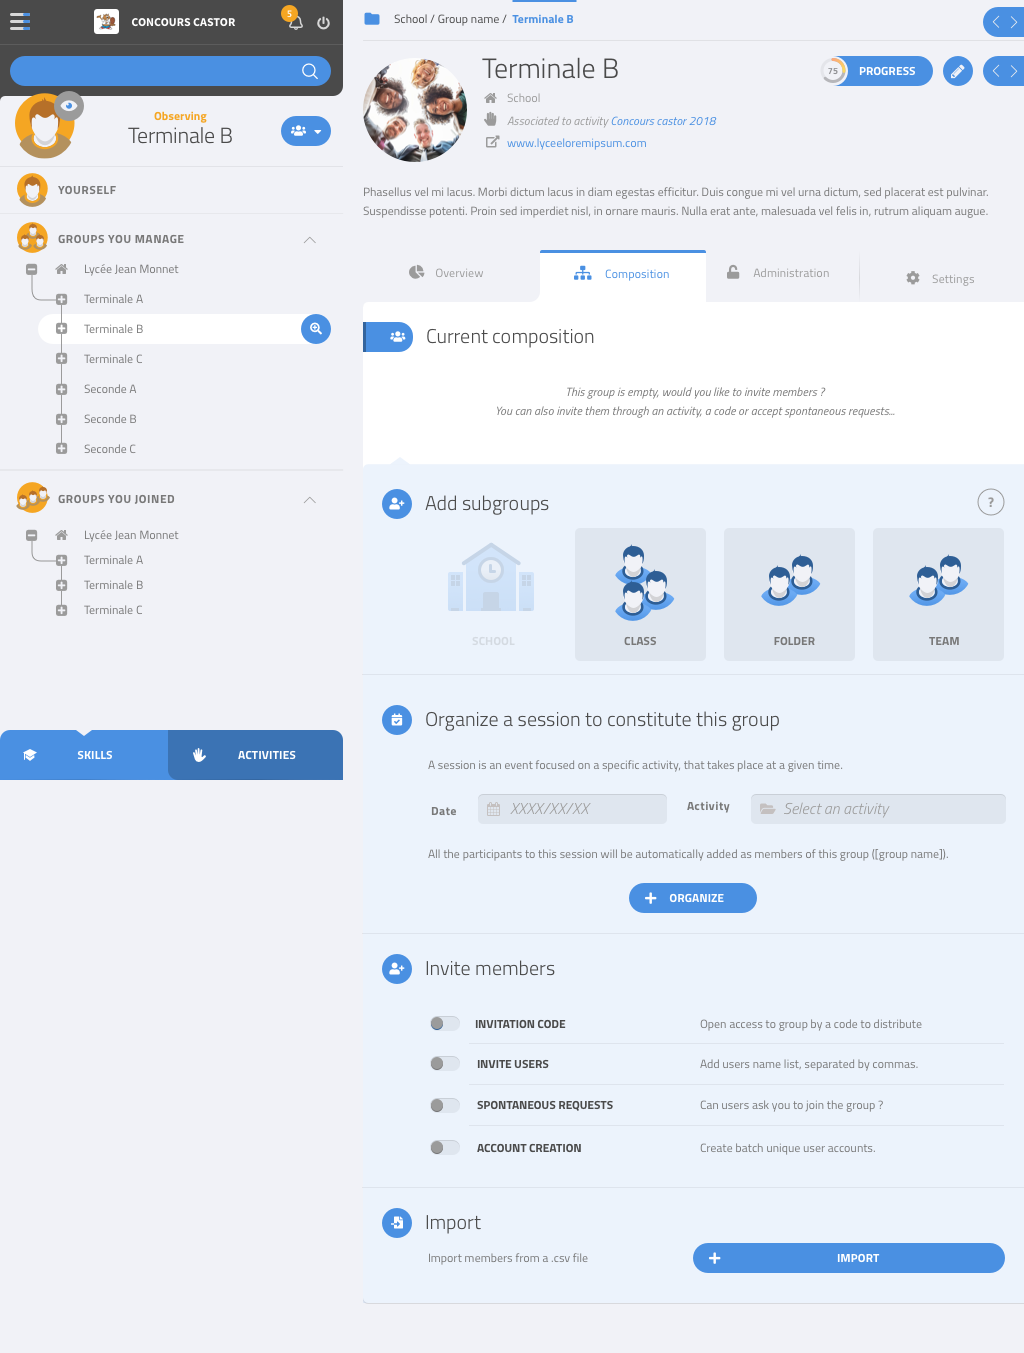 CONCOURS CASTOR
5
Observing
Terminale B
YOURSELF
GROUPS YOU MANAGE
Lycée Jean Monnet
Terminale A
Terminale B
Terminale C
Seconde A
Seconde B
Seconde C
GROUPS YOU JOINED
Lycée Jean Monnet
Terminale A
Terminale B
Terminale C
SKILLS
ACTIVITIES
School / Group name / Terminale B
Terminale B
75
PROGRESS
School
Associated to activity Concours castor 2018
www.lyceeloremipsum.com
Phasellus vel mi lacus. Morbi dictum lacus in diam egestas efficitur. Duis congue mi vel urna dictum, sed placerat est pulvinar.
Suspendisse potenti. Proin sed imperdiet nisl, in ornare mauris. Nulla erat ante, malesuada vel felis in, rutrum aliquam augue.
Overview
Composition
Administration
Settings
Current composition
This group is empty, would you like to invite members ?
You can also invite them through an activity, a code or accept spontaneous requests...
Add subgroups
?
SCHOOL
CLASS
FOLDER
TEAM
Organize a session to constitute this group
A session is an event focused on a specific activity, that takes place at a given time.
Date
XXXX/XX/XX
Activity
Select an activity
All the participants to this session will be automatically added as members of this group ([group name]).
ORGANIZE
Invite members
INVITATION CODE
Open access to group by a code to distribute
INVITE USERS
Add users name list, separated by commas.
SPONTANEOUS REQUESTS
Can users ask you to join the group ?
ACCOUNT CREATION
Create batch unique user accounts.
Import
Import members from a .csv file
IMPORT